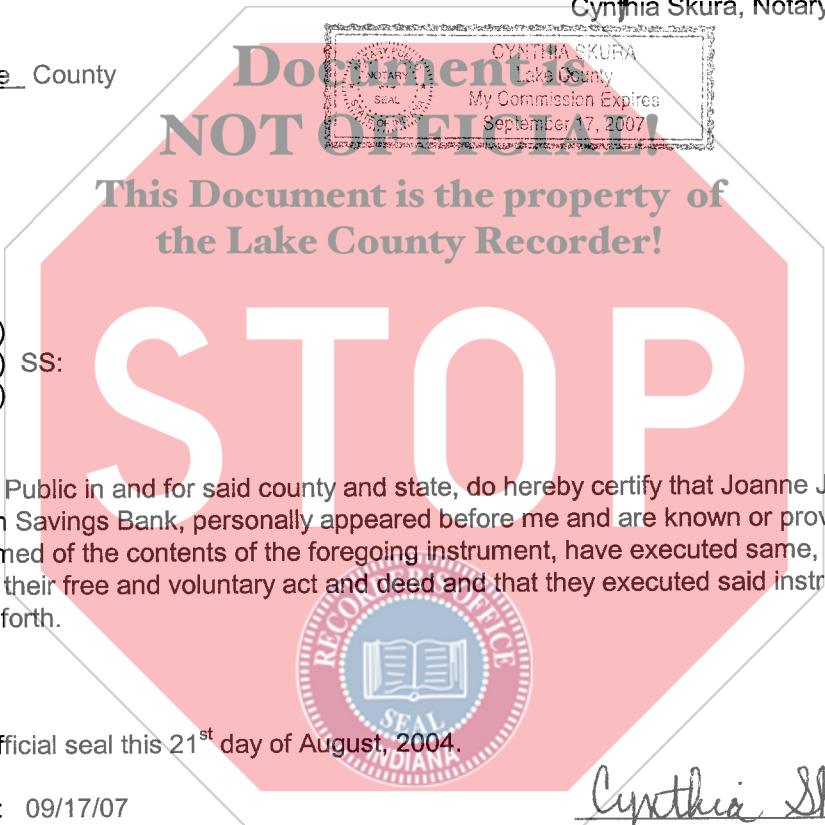 Cynthia Skura, Notary
CYNTHIA SKURA
Lake County
My Commission Expires
September 17, 2007
NOTARY
SEAL
e County
Document is
NOT OFFICIAL!
This Document is the property of
the Lake County Recorder!
STOP
)
) SS:
)
Public in and for said county and state, do hereby certify that Joanne J
n Savings Bank, personally appeared before me and are known or prov
med of the contents of the foregoing instrument, have executed same,
their free and voluntary act and deed and that they executed said instr
forth.
RECORDER'S OFFICE
SEAL
INDIANA
fficial seal this 21st day of August, 2004.
: 09/17/07
Cynthia Sk